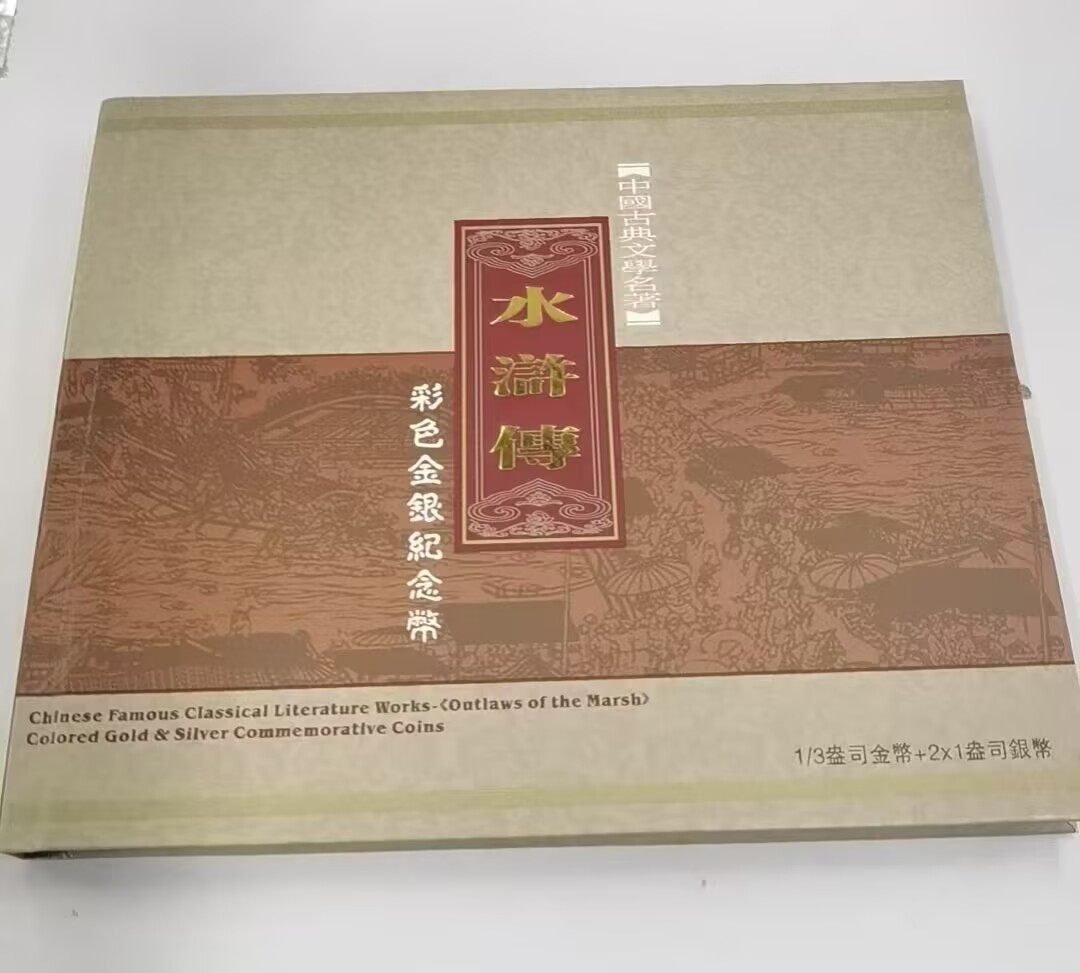 【中國古典文學名著】
水滸傳
彩色金銀紀念幣
Chinese Famous Classical Literature Works-《Outlaws of the Marsh》
Colored Gold & Silver Commemorative Coins
1/3盎司金幣+2x1盎司銀幣